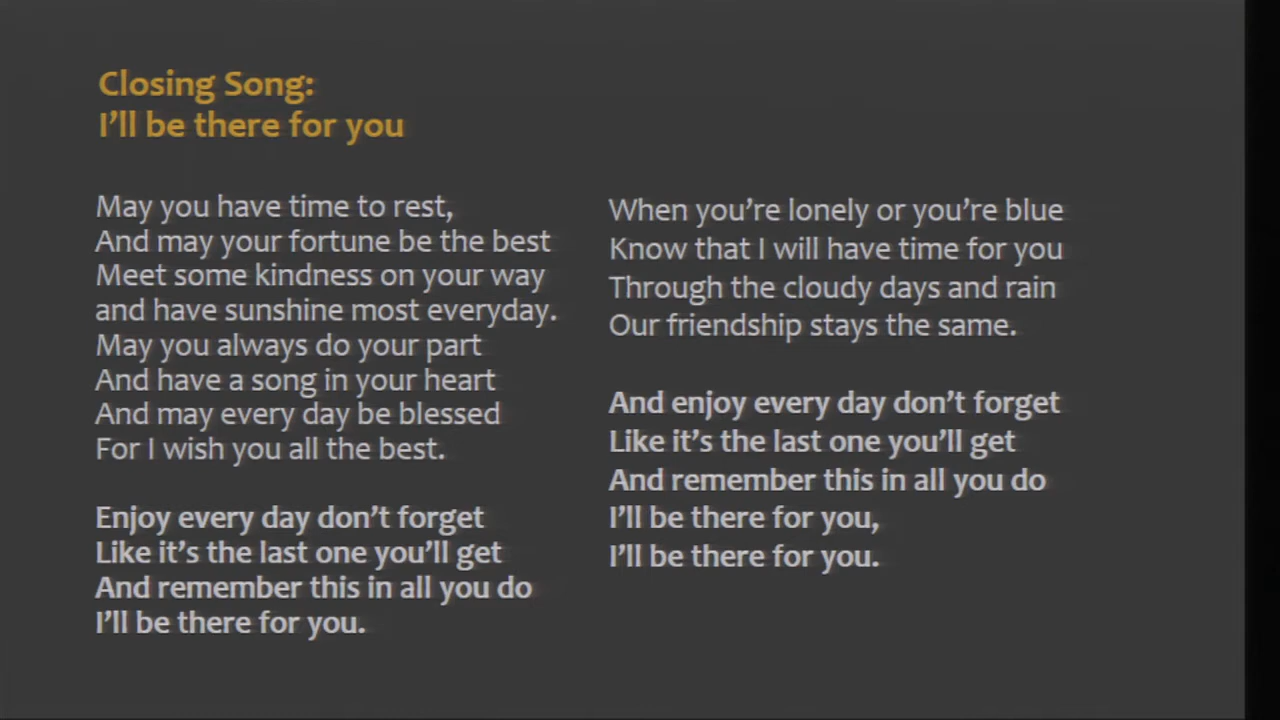 Closing Song:
I'll be there for you
May you have time to rest,
And may your fortune be the best
Meet some kindness on your way
and have sunshine most everyday.
May you always do your part
And have a song in your heart
And may every day be blessed
For I wish you all the best.
Enjoy every day don't forget
Like it's the last one you'll get
And remember this in all you do
I'll be there for you.
When you're lonely or you're blue
Know that I will have time for you
Through the cloudy days and rain
Our friendship stays the same.
And enjoy every day don't forget
Like it's the last one you'll get
And remember this in all you do
I'll be there for you,
I'll be there for you.